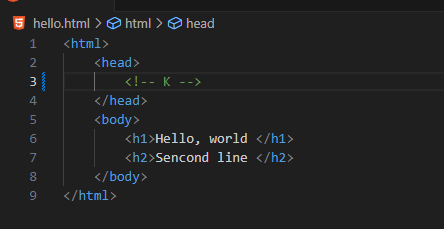 hello.html > html > head
1 <html>
2 <head>
3 <!-- K -->
4 </head>
5 <body>
6 <h1>Hello, world </h1>
7 <h2>Sencond line </h2>
8 </body>
9 </html>